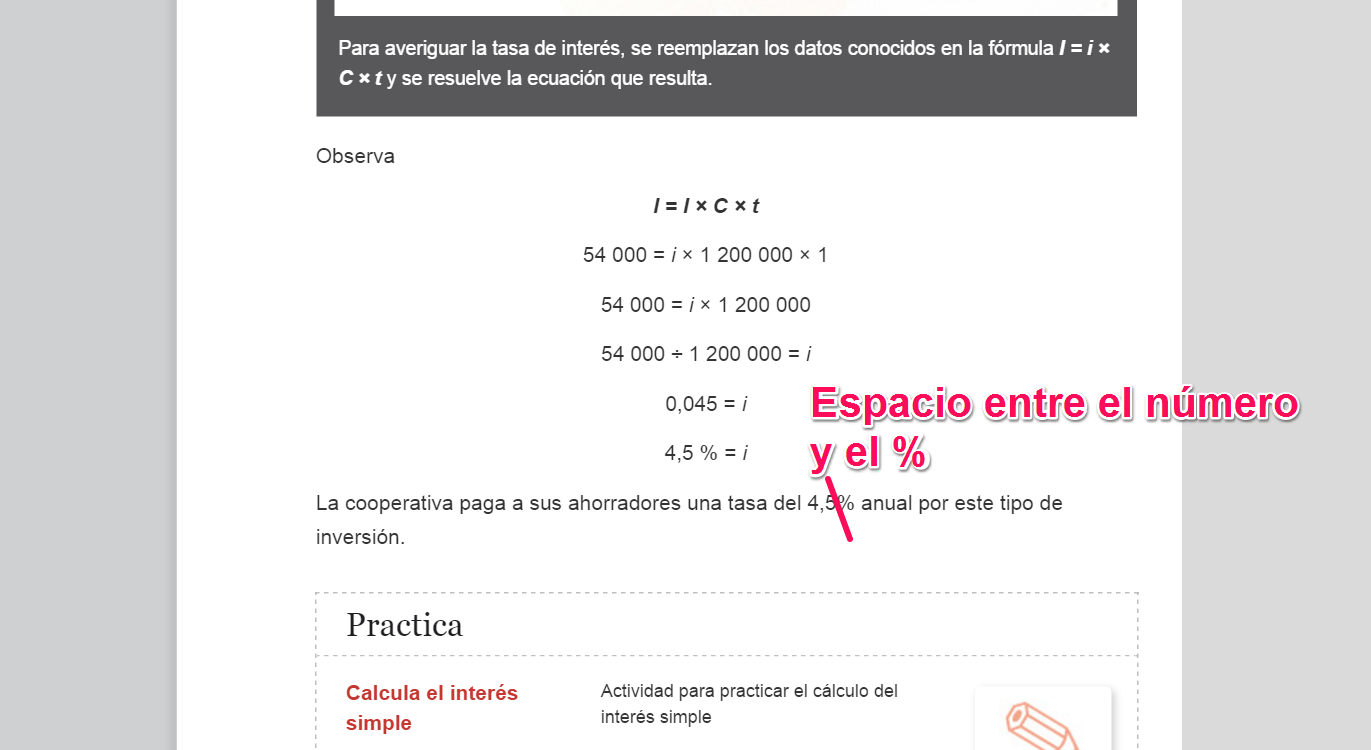 Para averiguar la tasa de interés, se reemplazan los datos conocidos en la fórmula I = i ×
C × t y se resuelve la ecuación que resulta.
Observa
I = I × C × t
54 000 = i × 1 200 000 × 1
54 000 = i × 1 200 000
54 000 ÷ 1 200 000 = i
0,045 = i
4,5 % = i
Espacio entre el número
y el %
La cooperativa paga a sus ahorradores una tasa del 4,5% anual por este tipo de
inversión.
Practica
Calcula el interés
simple
Actividad para practicar el cálculo del
interés simple